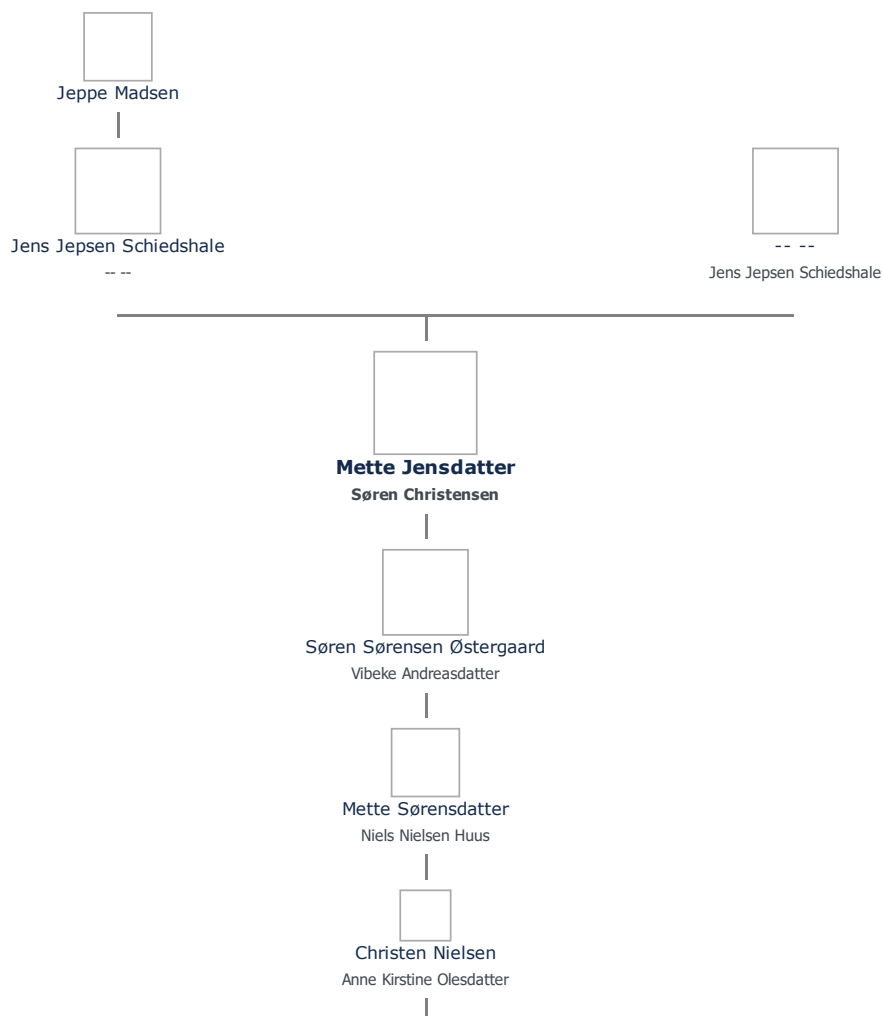 Jeppe Madsen
Jens Jepsen Schiedshale
-- --
-- --
Jens Jepsen Schiedshale
Mette Jensdatter
Søren Christensen
Søren Sørensen Østergaard
Vibeke Andreasdatter
Mette Sørensdatter
Niels Nielsen Huus
Christen Nielsen
Anne Kirstine Olesdatter